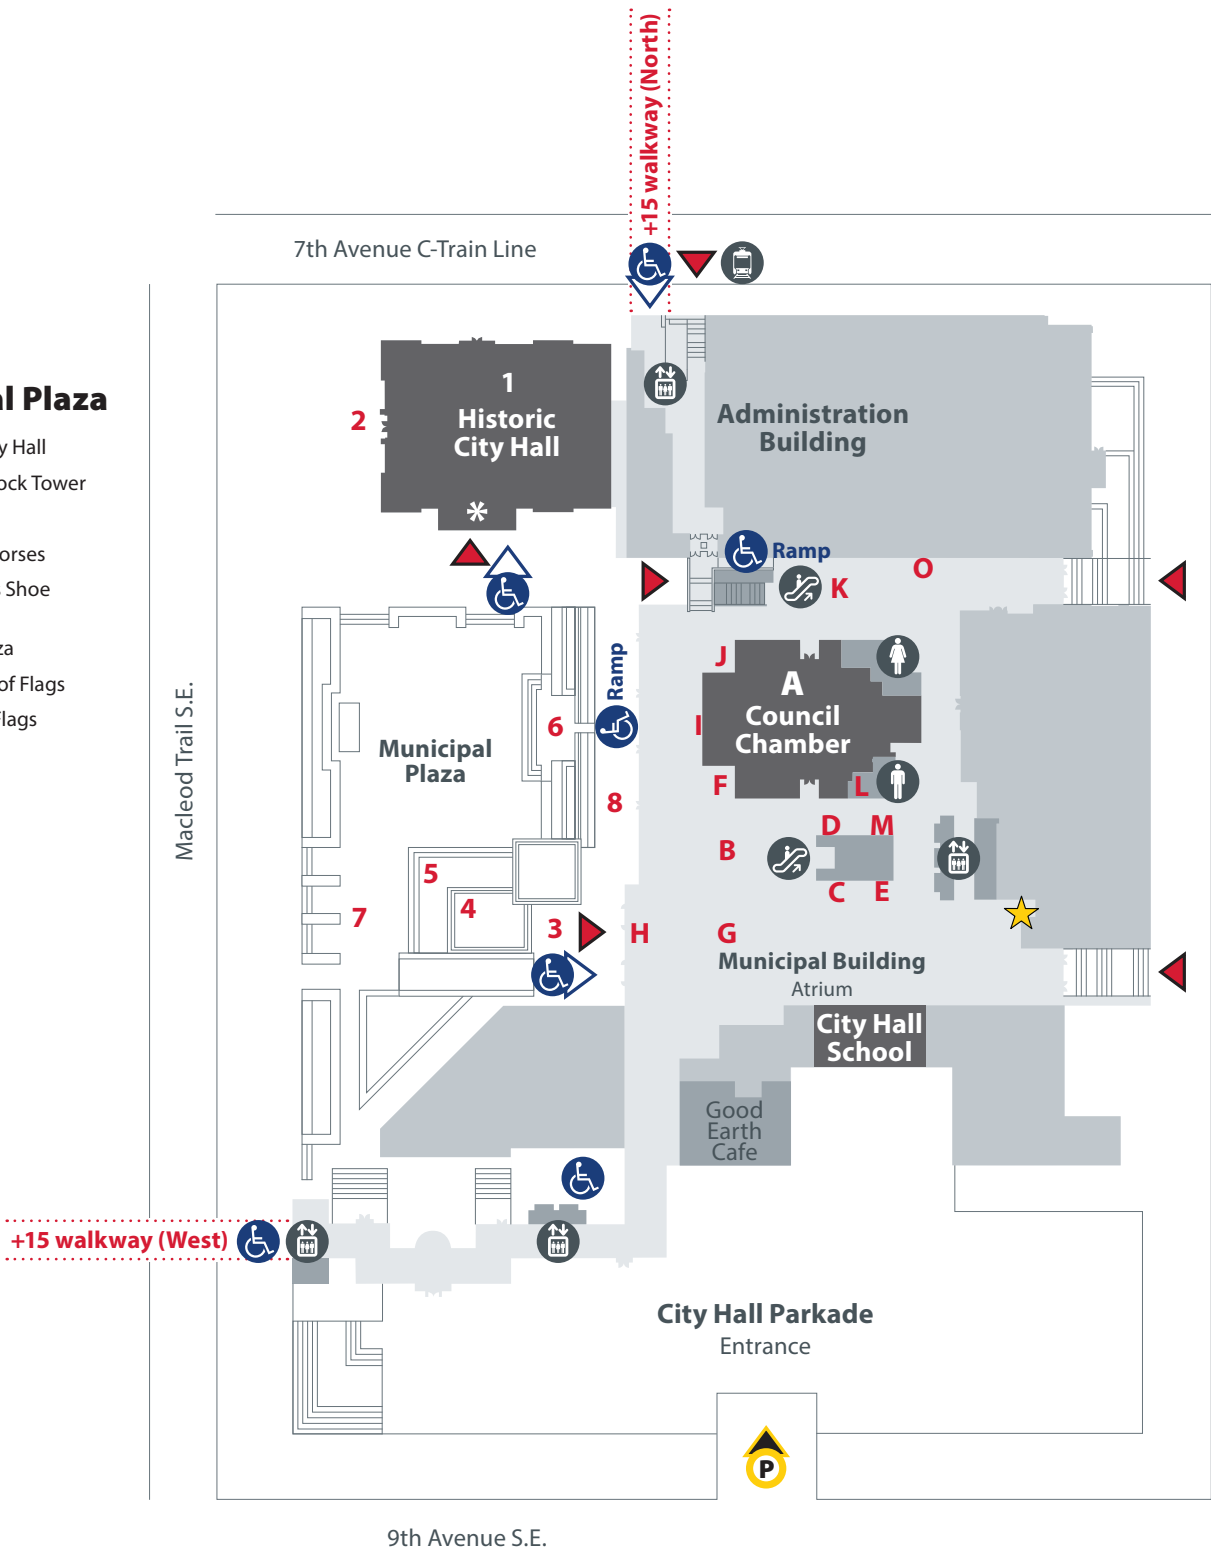 +15 walkway (North)
7th Avenue C-Train Line
al Plaza
y Hall
ock Tower
orses
s Shoe
za
of Flags
Flags
1
Historic
City Hall
*
2
Administration
Building
Ramp
K
O
Macleod Trail S.E.
Municipal
Plaza
Ramp
6
8
5
4
7
3
J
A
Council
Chamber
I
F
L
D
M
B
C
E
H
G
Municipal Building
Atrium
City Hall
School
Good
Earth
Cafe
+15 walkway (West)
City Hall Parkade
Entrance
P
9th Avenue S.E.